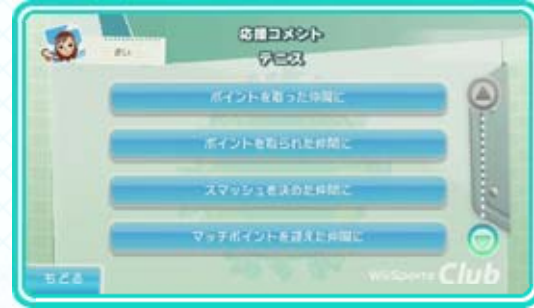 応援コメント
テニス
ポイントを取った仲間に
ポイントを取られた仲間に
スマッシュを決めた仲間に
マッチポイントを迎えた仲間に
もどる
Wii Sports Club